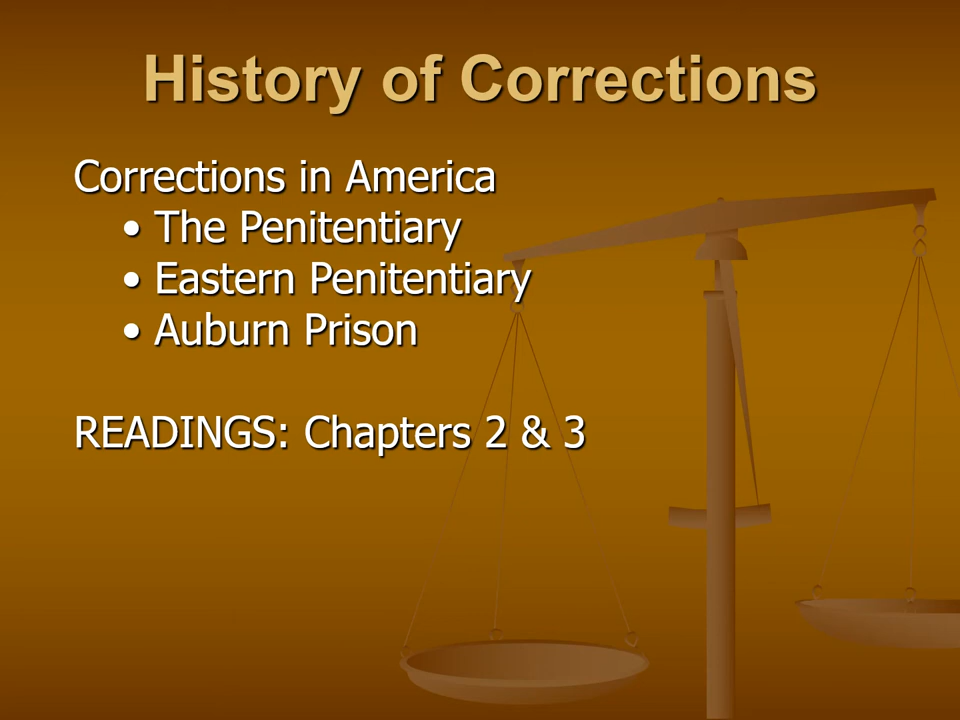 History of Corrections
Corrections in America
• The Penitentiary
• Eastern Penitentiary
• Auburn Prison
READINGS: Chapters 2 & 3